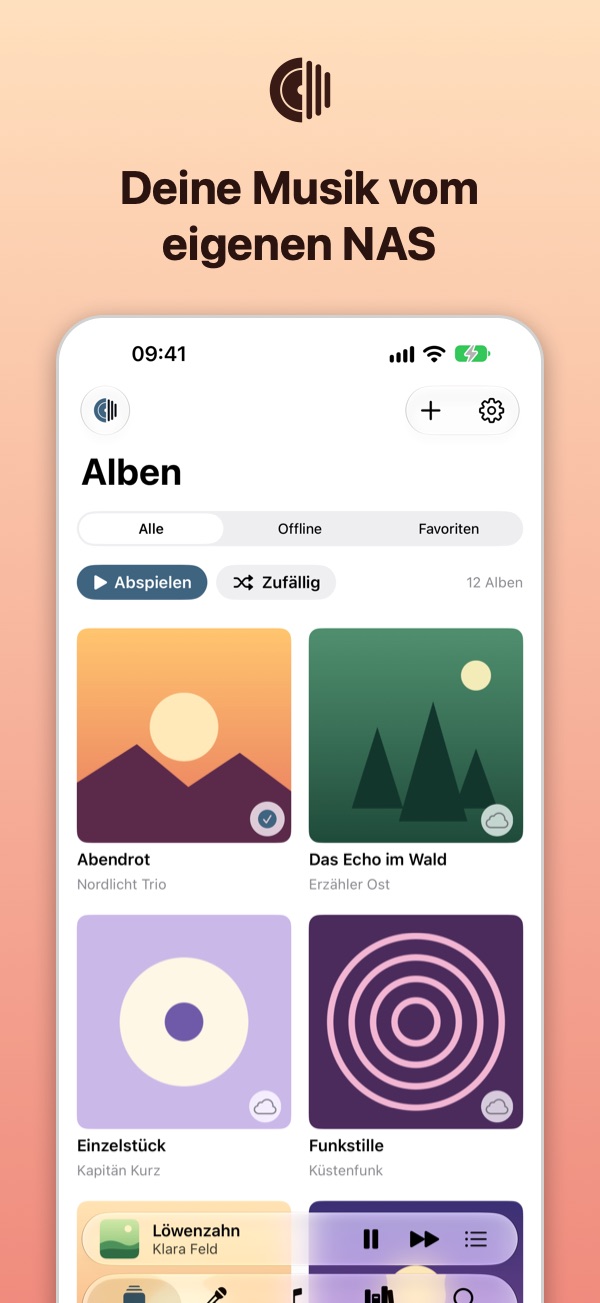 Deine Musik vom
eigenen NAS
09:41
Alben
Alle
Offline
Favoriten
Abspielen
Zufällig
12 Alben
Abendrot
Nordlicht Trio
Das Echo im Wald
Erzähler Ost
Einzelstück
Kapitän Kurz
Funkstille
Küstenfunk
Löwenzahn
Klara Feld